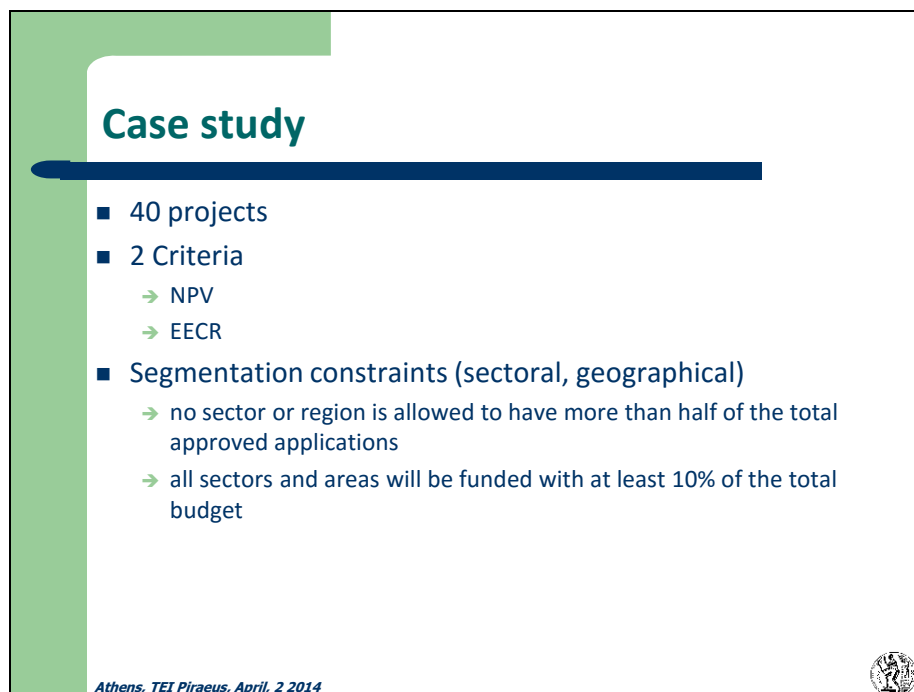 Case study
40 projects
2 Criteria
NPV
EECR
Segmentation constraints (sectoral, geographical)
no sector or region is allowed to have more than half of the total
approved applications
all sectors and areas will be funded with at least 10% of the total
budget
Athens, TEI Piraeus, April, 2 2014